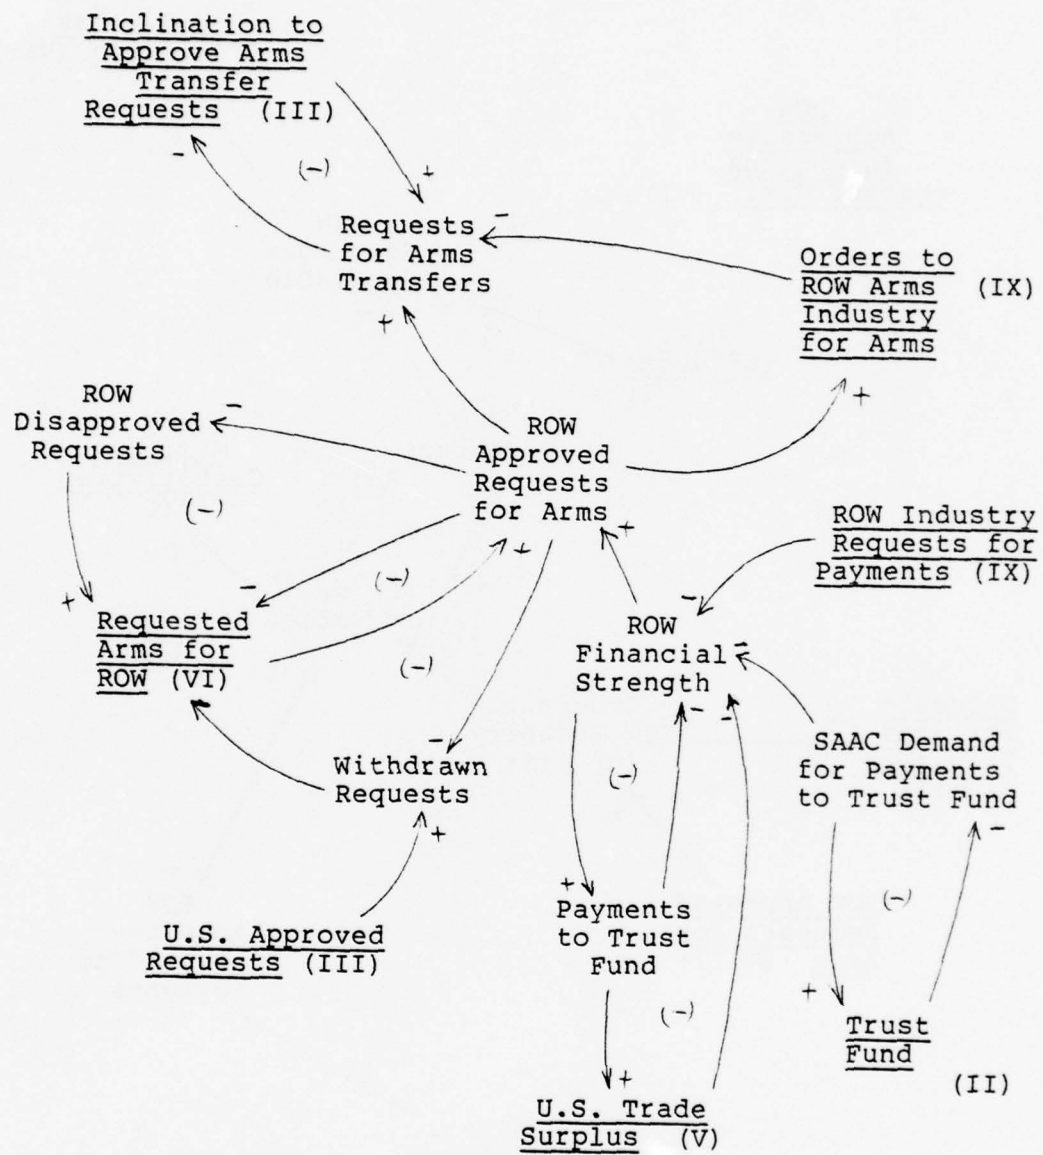 Inclination to
Approve Arms
Transfer
Requests (III)
-
(-)
+
Requests
for Arms
Transfers
-
+
Orders to
ROW Arms (IX)
Industry
for Arms
+
ROW
Disapproved
Requests
-
(-)
+
ROW
Approved
Requests
for Arms
+
+
-
(-)
(-)
ROW Industry
Requests for
Payments (IX)
-
Requested
Arms for
ROW (VI)
-
ROW
Financial
Strength
-
-
-
-
Withdrawn
Requests
+
(-)
SAAC Demand
for Payments
to Trust Fund
-
(-)
+
U.S. Approved
Requests (III)
+
Payments
to Trust
Fund
(-)
+
Trust
Fund
(II)
U.S. Trade
Surplus (V)